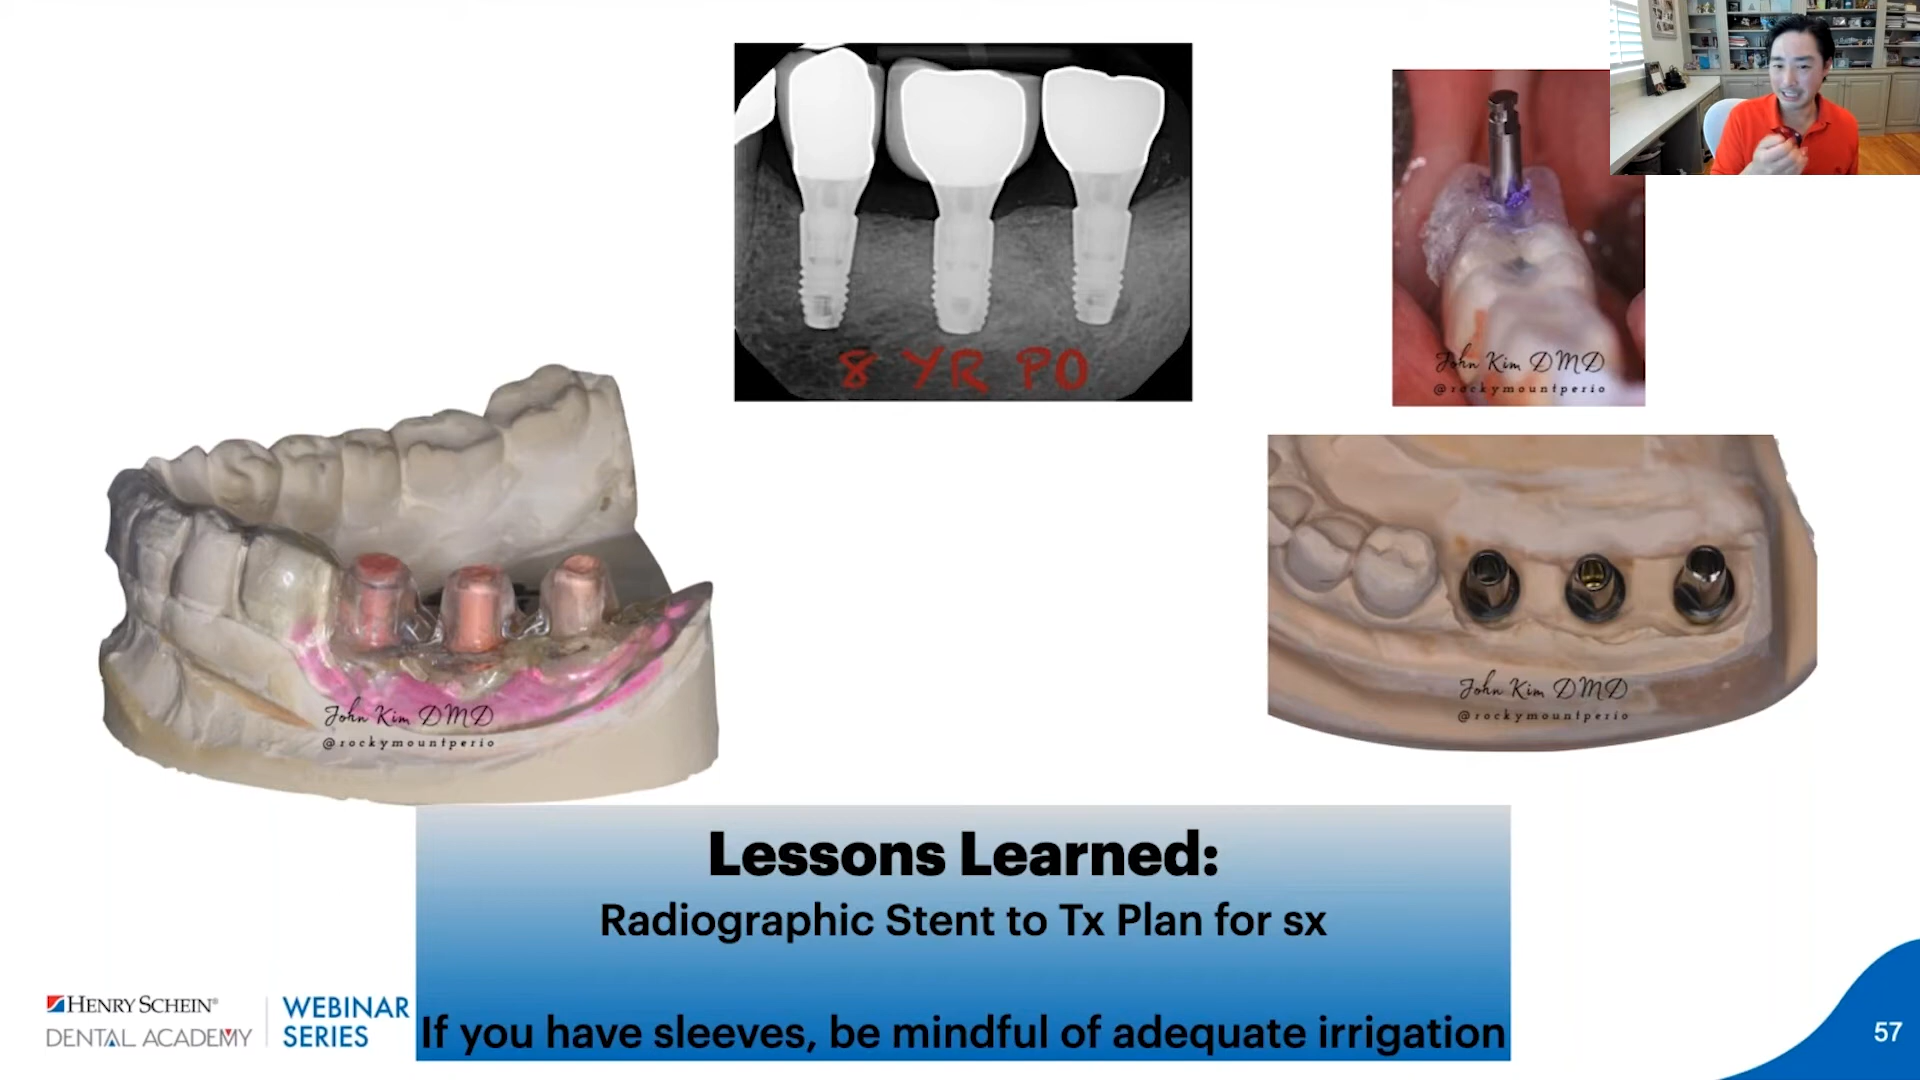 8 YR PO
John Kim DMD
@rockymountperio
John Kim DMD
@rockymountperio
John Kim DMD
@rockymountperio
Lessons Learned:
Radiographic Stent to Tx Plan for sx
If you have sleeves, be mindful of adequate irrigation
HENRY SCHEIN®
DENTAL ACADEMY
WEBINAR
SERIES
57